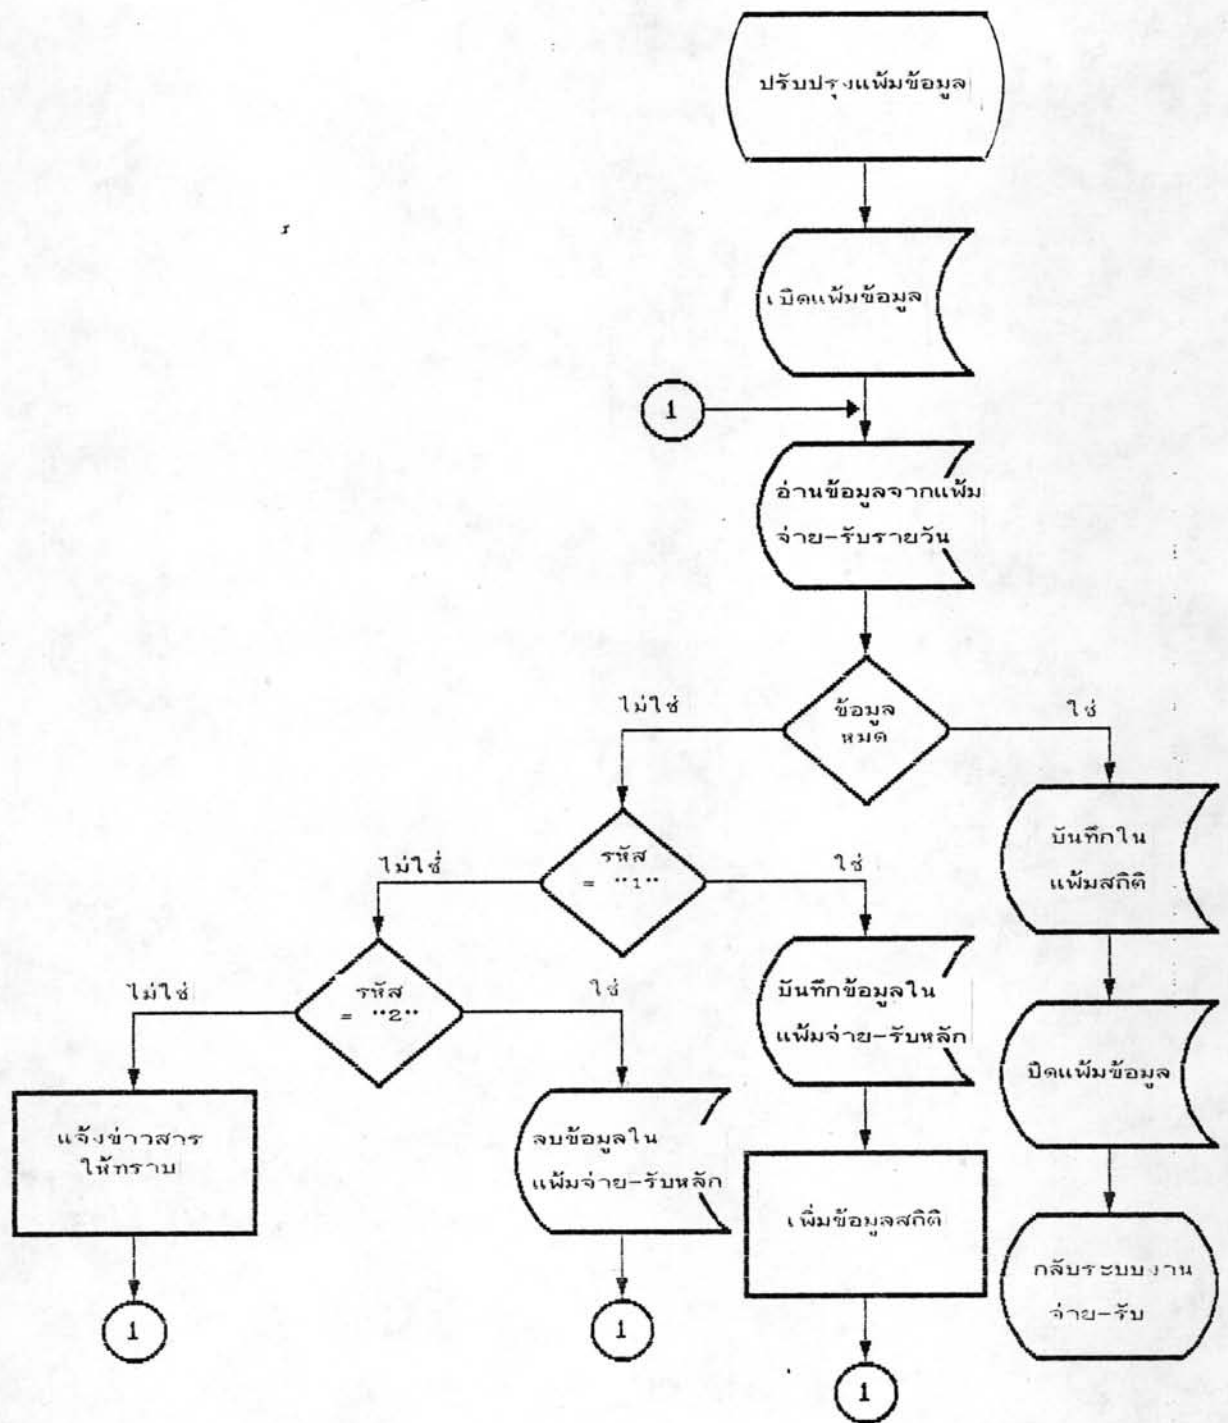 ปรับปรุงแฟ้มข้อมูล
เปิดแฟ้มข้อมูล
1
อ่านข้อมูลจากแฟ้ม
จ่าย-รับรายวัน
ข้อมูล
หมด
ไม่ใช่
ใช่
รหัส
= "1"
ไม่ใช่
ใช่
บันทึกใน
แฟ้มสถิติ
รหัส
= "2"
ไม่ใช่
ใช่
บันทึกข้อมูลใน
แฟ้มจ่าย-รับหลัก
ปิดแฟ้มข้อมูล
แจ้งข่าวสาร
ให้ทราบ
ลบข้อมูลใน
แฟ้มจ่าย-รับหลัก
เพิ่มข้อมูลสถิติ
กลับระบบงาน
จ่าย-รับ
1
1
1